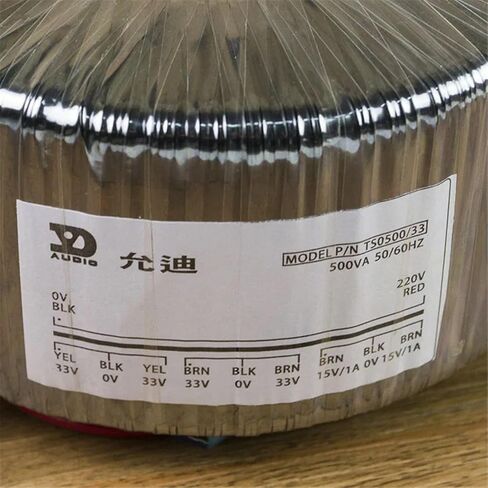 YD
AUDIO
允迪
MODEL P/N T50500/33
500VA 50/60HZ
0V
BLK
220V
RED
YEL BLK YEL BRN BLK BRN BRN BLK BRN
33V 0V 33V 33V 0V 33V 15V/1A 0V 15V/1A